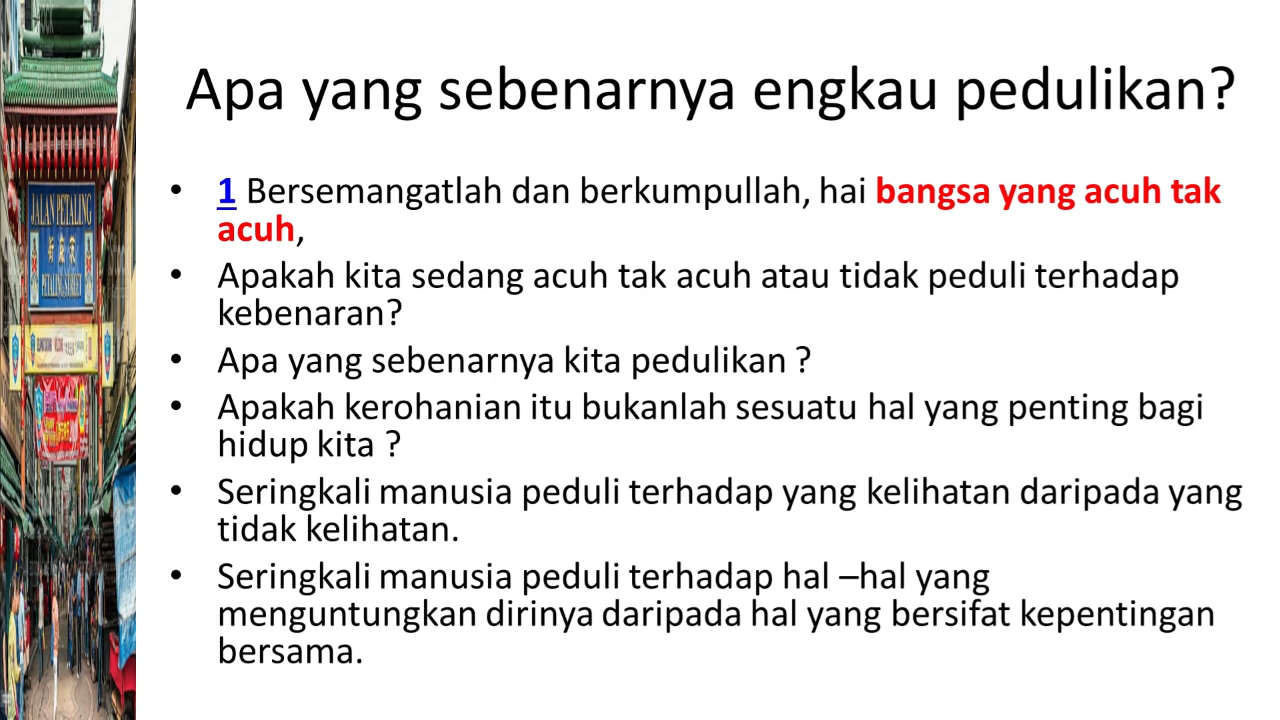 Apa yang sebenarnya engkau pedulikan?
• 1 Bersemangatlah dan berkumpullah, hai bangsa yang acuh tak
acuh,
• Apakah kita sedang acuh tak acuh atau tidak peduli terhadap
kebenaran?
• Apa yang sebenarnya kita pedulikan ?
• Apakah kerohanian itu bukanlah sesuatu hal yang penting bagi
hidup kita ?
• Seringkali manusia peduli terhadap yang kelihatan daripada yang
tidak kelihatan.
• Seringkali manusia peduli terhadap hal –hal yang
menguntungkan dirinya daripada hal yang bersifat kepentingan
bersama.
JALAN PETALING
PETALING STREET